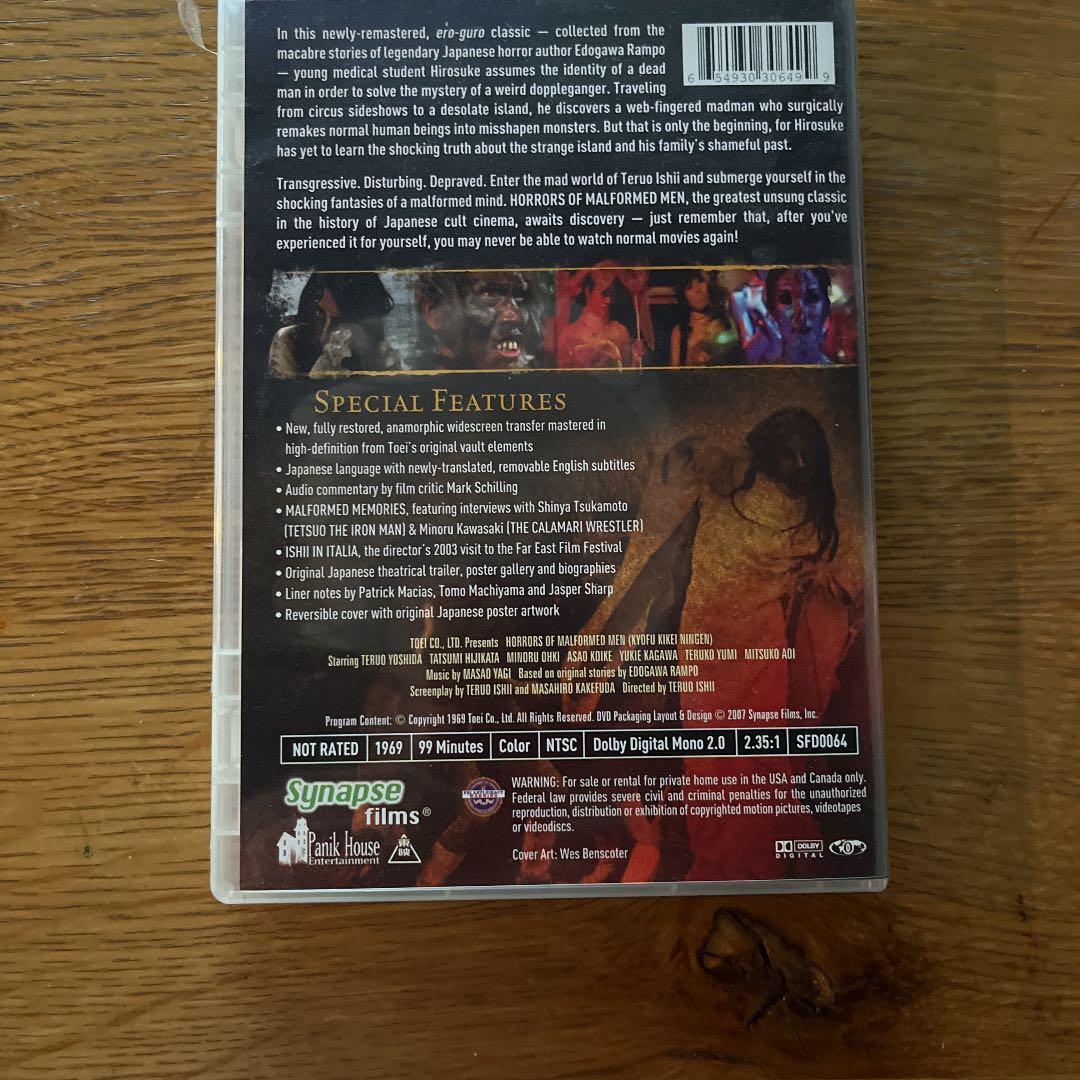 In this newly-remastered, ero-guro classic — collected from the
macabre stories of legendary Japanese horror author Edogawa Rampo
— young medical student Hirosuke assumes the identity of a dead
man in order to solve the mystery of a weird doppleganger. Traveling
from circus sideshows to a desolate island, he discovers a web-fingered madman who surgically
remakes normal human beings into misshapen monsters. But that is only the beginning, for Hirosuke
has yet to learn the shocking truth about the strange island and his family's shameful past.
6 54930 30649 9
Transgressive. Disturbing. Depraved. Enter the mad world of Teruo Ishii and submerge yourself in the
shocking fantasies of a malformed mind. HORRORS OF MALFORMED MEN, the greatest unsung classic
in the history of Japanese cult cinema, awaits discovery — just remember that, after you've
experienced it for yourself, you may never be able to watch normal movies again!
SPECIAL FEATURES
• New, fully restored, anamorphic widescreen transfer mastered in
high-definition from Toei's original vault elements
• Japanese language with newly-translated, removable English subtitles
• Audio commentary by film critic Mark Schilling
• MALFORMED MEMORIES, featuring interviews with Shinya Tsukamoto
(TETSUO THE IRON MAN) & Minoru Kawasaki (THE CALAMARI WRESTLER)
• ISHII IN ITALIA, the director's 2003 visit to the Far East Film Festival
• Original Japanese theatrical trailer, poster gallery and biographies
• Liner notes by Patrick Macias, Tomo Machiyama and Jasper Sharp
• Reversible cover with original Japanese poster artwork
TOEI CO., LTD. Presents HORRORS OF MALFORMED MEN (KYOFU KIKEI NINGEN)
Starring TERUO YOSHIDA TATSUMI HIJIKATA MINORU OHKI ASAO KOIKE YUKIE KAGAWA TERUKO YUMI MITSUKO AOI
Music by MASAO YAGI Based on original stories by EDOGAWA RAMPO
Screenplay by TERUO ISHII and MASAHIRO KAKEFUDA Directed by TERUO ISHII
Program Content: © Copyright 1969 Toei Co., Ltd. All Rights Reserved. DVD Packaging Layout & Design © 2007 Synapse Films, Inc.
NOT RATED 1969 99 Minutes Color NTSC Dolby Digital Mono 2.0 2.35:1 SFD0064
Synapse
films®
Panik House
Entertainment
東映
WARNING: For sale or rental for private home use in the USA and Canada only.
Federal law provides severe civil and criminal penalties for the unauthorized
reproduction, distribution or exhibition of copyrighted motion pictures, videotapes
or videodiscs.
Cover Art: Wes Benscoter
DOLBY
DIGITAL